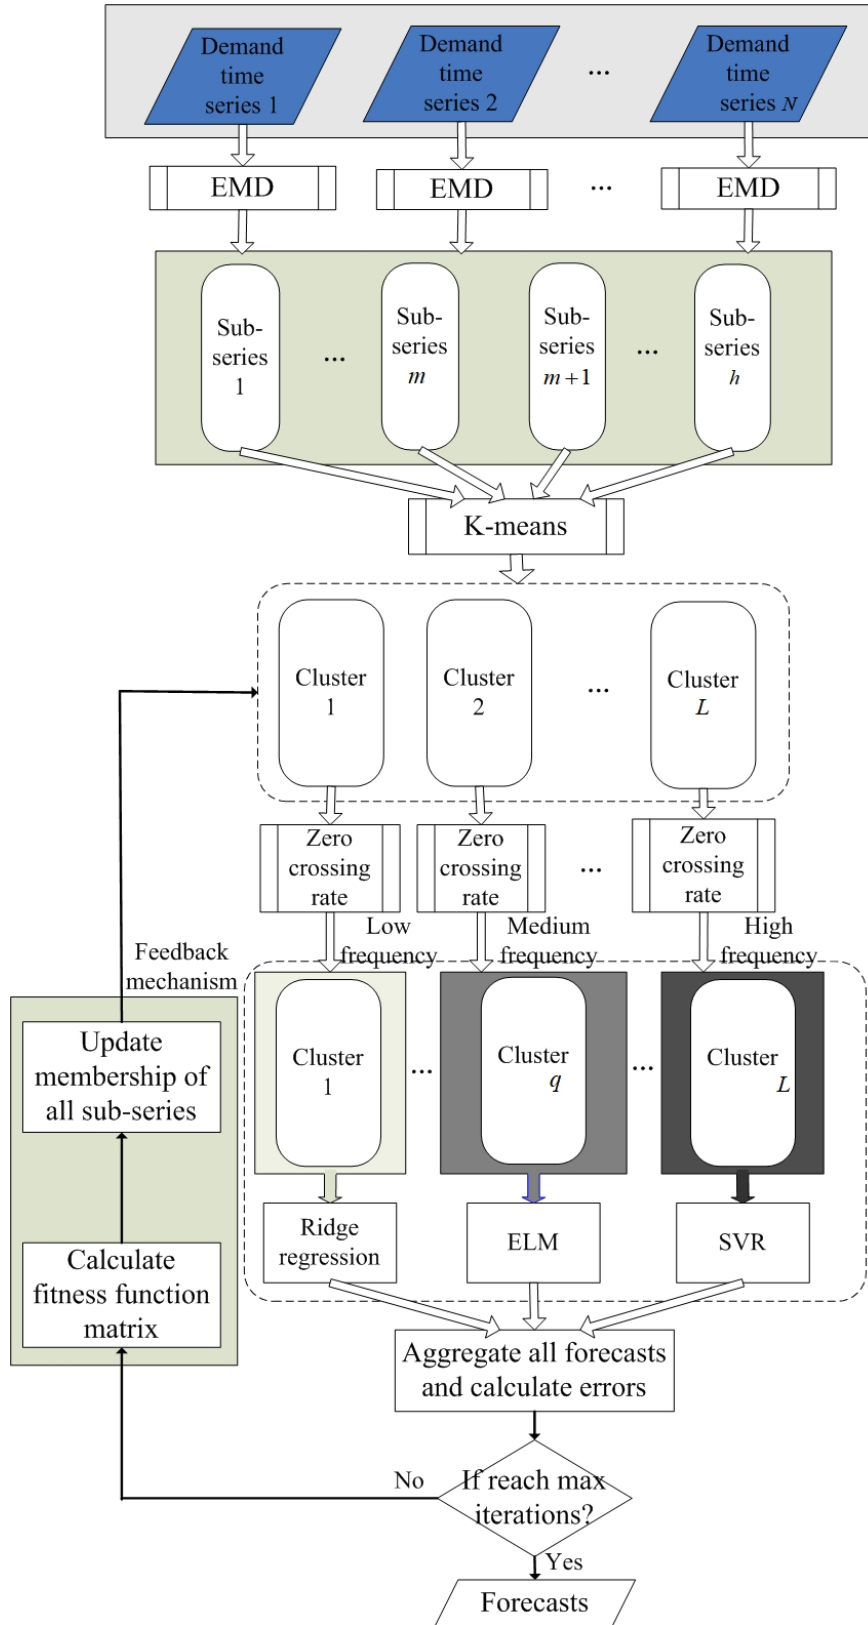 Demand
time
series 1
Demand
time
series 2
...
Demand
time
series N
EMD
EMD
...
EMD
Sub-
series
1
...
Sub-
series
m
Sub-
series
m+1
...
Sub-
series
h
K-means
Cluster
1
Cluster
2
...
Cluster
L
Zero
crossing
rate
Zero
crossing
rate
...
Zero
crossing
rate
Low
frequency
Medium
frequency
High
frequency
Feedback
mechanism
Update
membership of
all sub-series
Calculate
fitness function
matrix
Cluster
1
...
Cluster
q
...
Cluster
L
Ridge
regression
ELM
SVR
Aggregate all forecasts
and calculate errors
No
If reach max
iterations?
Yes
Forecasts